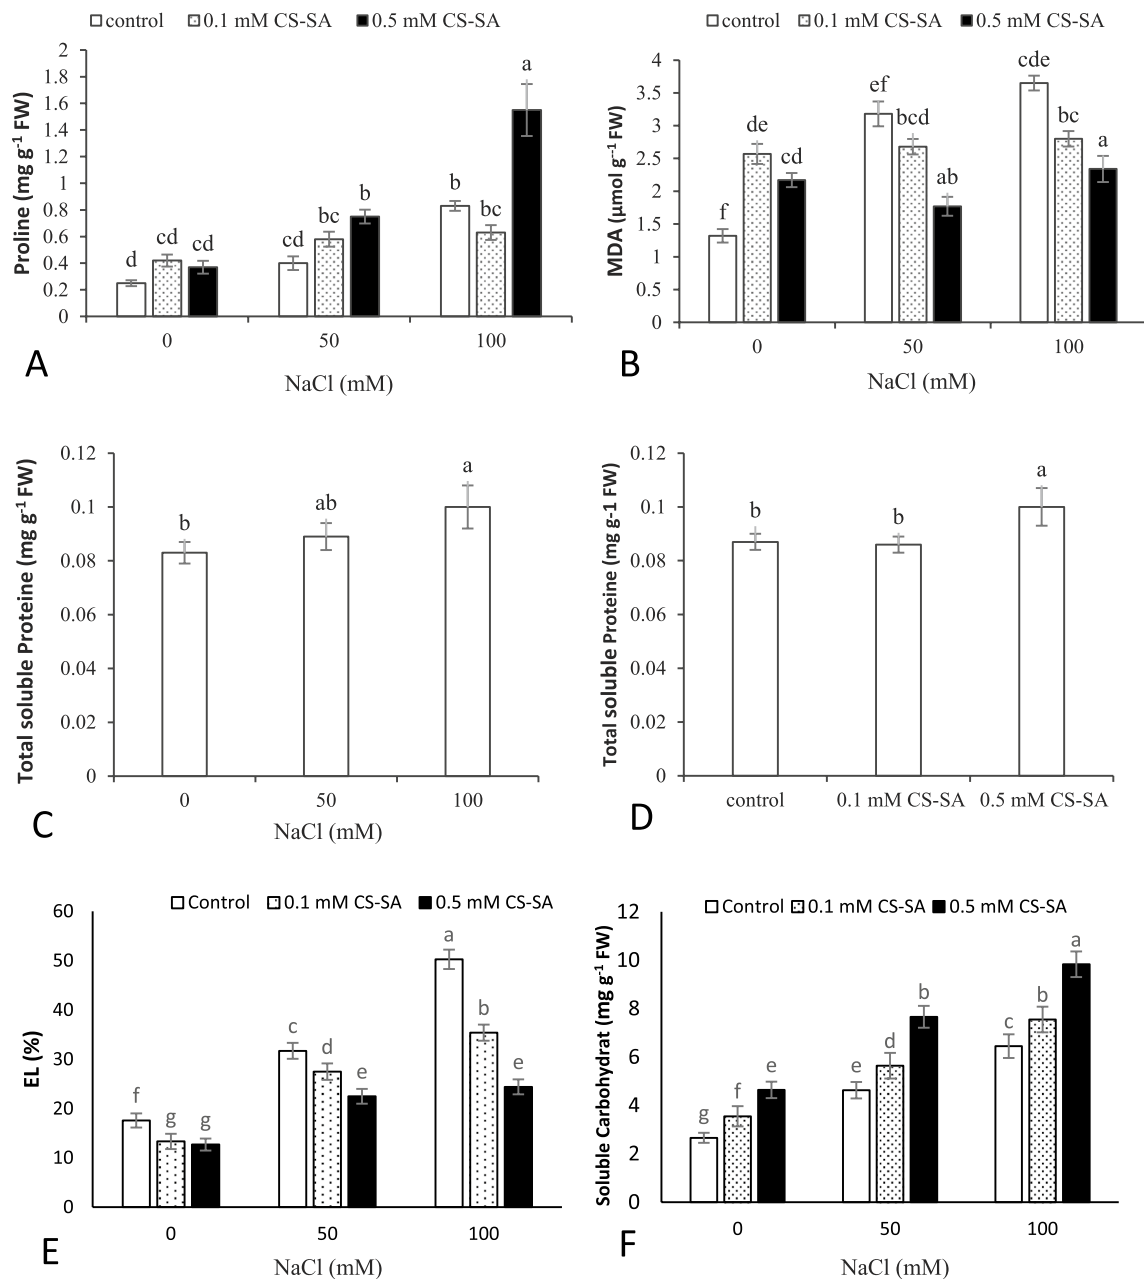 control 0.1 mM CS-SA 0.5 mM CS-SA
Proline (mg g⁻¹ FW)
2
1.8
1.6
1.4
1.2
1
0.8
0.6
0.4
0.2
0
d cd cd cd bc b b bc a
0 50 100
NaCl (mM)
A
control 0.1 mM CS-SA 0.5 mM CS-SA
MDA (µmol g⁻¹ FW)
4
3.5
3
2.5
2
1.5
1
0.5
0
f de cd ef bcd ab cde bc a
0 50 100
NaCl (mM)
B
Total soluble Proteine (mg g⁻¹ FW)
0.12
0.1
0.08
0.06
0.04
0.02
0
b ab a
0 50 100
NaCl (mM)
C
Total soluble Proteine (mg g-1 FW)
0.12
0.1
0.08
0.06
0.04
0.02
0
b b a
control 0.1 mM CS-SA 0.5 mM CS-SA
D
Control 0.1 mM CS-SA 0.5 mM CS-SA
EL (%)
60
50
40
30
20
10
0
f g g c d e a b e
0 50 100
NaCl (mM)
E
Control 0.1 mM CS-SA 0.5 mM CS-SA
Soluble Carbohydrat (mg g⁻¹ FW)
12
10
8
6
4
2
0
g f e e d b c b a
0 50 100
NaCl (mM)
F